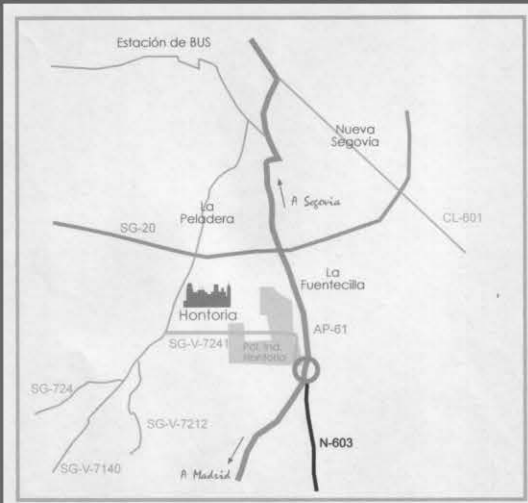 Estación de BUS
Nueva
Segovia
A Segovia
La
Peladera
CL-601
SG-20
La
Fuentecilla
Hontoria
AP-61
SG-V-7241
Pol. Ind.
Hontoria
SG-724
SG-V-7212
N-603
SG-V-7140
A Madrid